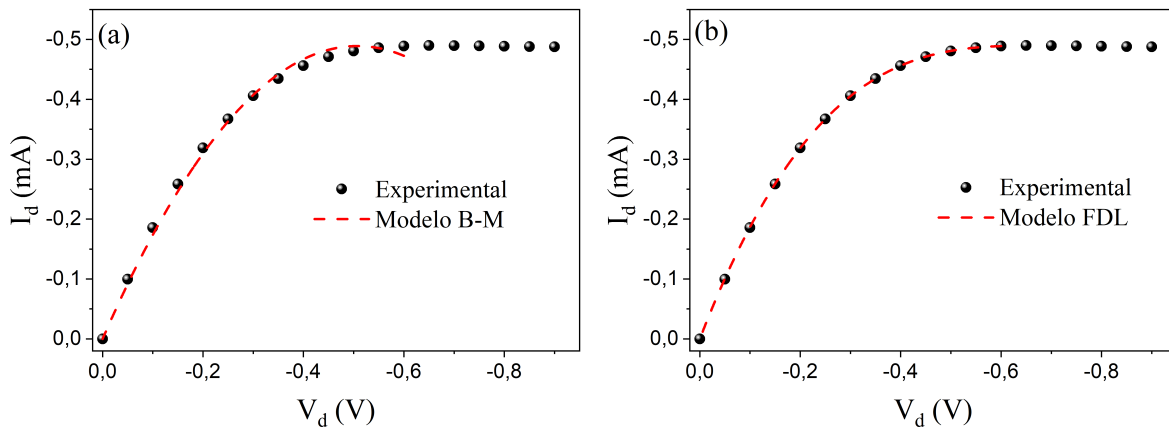 (a)
-0,5
-0,4
-0,3
-0,2
-0,1
0,0
I_d (mA)
Experimental
Modelo B-M
0,0 -0,2 -0,4 -0,6 -0,8
V_d (V)
(b)
-0,5
-0,4
-0,3
-0,2
-0,1
0,0
I_d (mA)
Experimental
Modelo FDL
0,0 -0,2 -0,4 -0,6 -0,8
V_d (V)